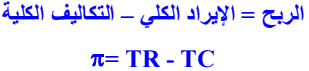 الربح = الإيراد الكلي – التكاليف الكلية
π= TR - TC